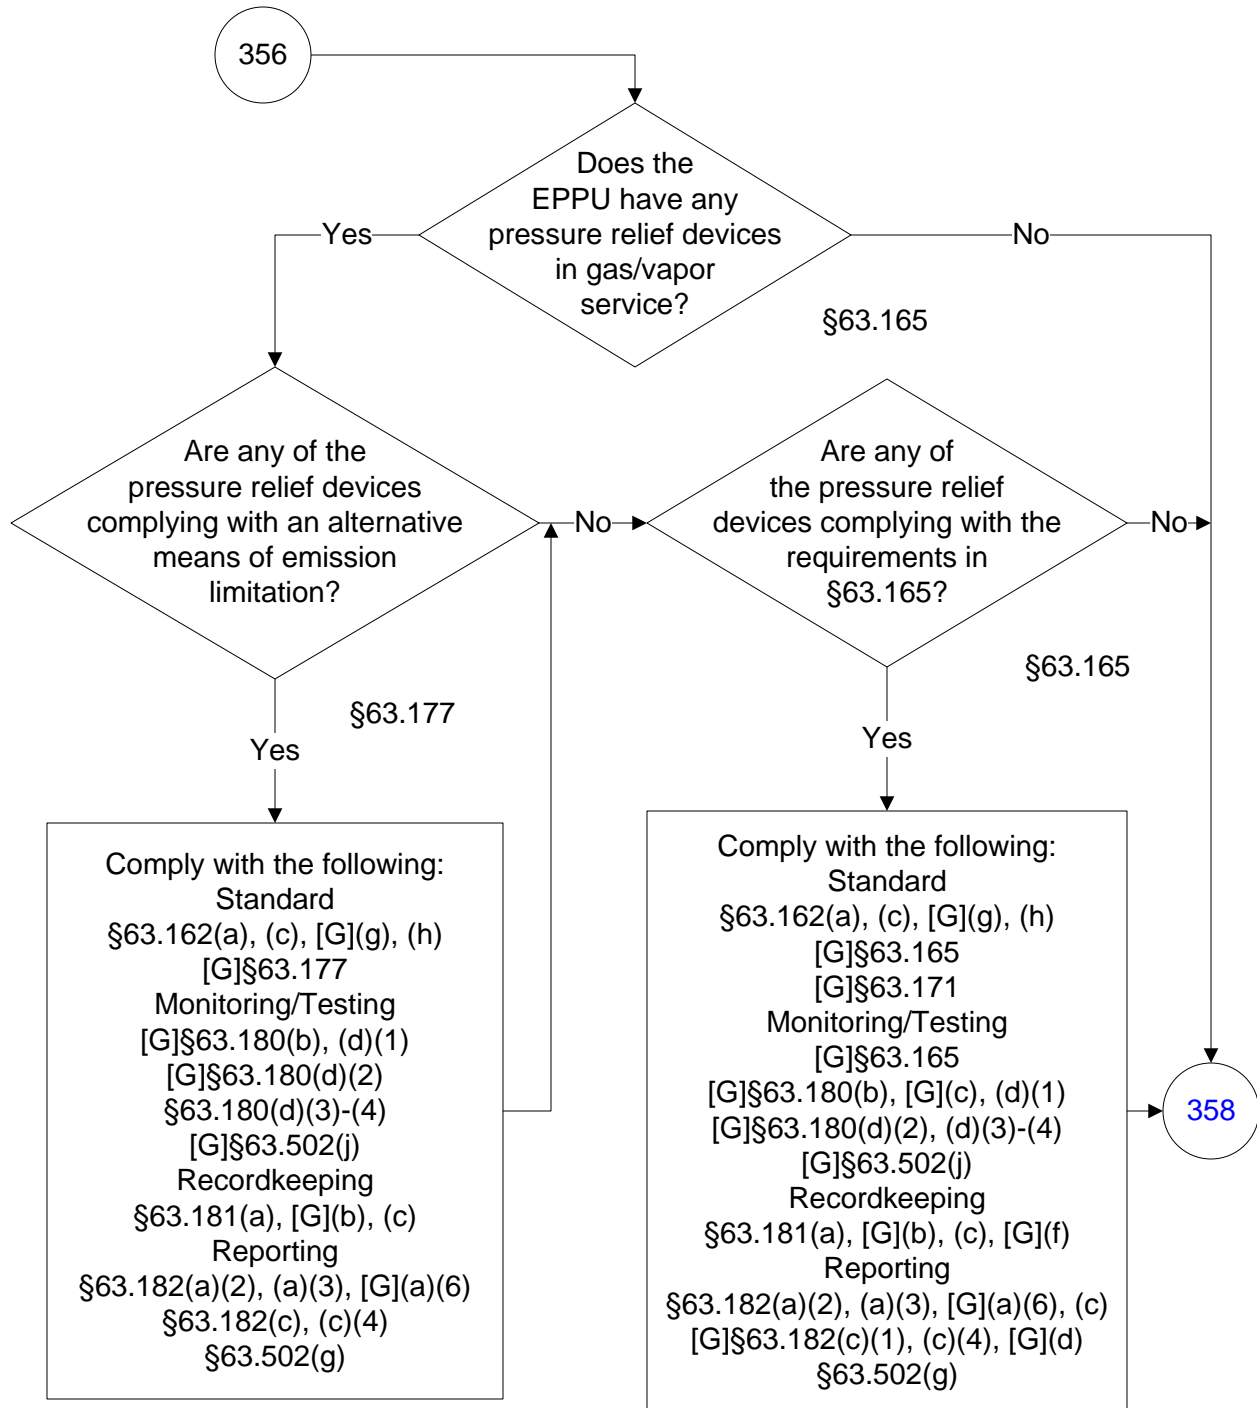 356
Does the
EPPU have any
pressure relief devices
in gas/vapor
service?
Yes
No
§63.165
Are any of the
pressure relief devices
complying with an alternative
means of emission
limitation?
No
Are any of
the pressure relief
devices complying with the
requirements in
§63.165?
No
§63.165
§63.177
Yes
Yes
Comply with the following:
Standard
§63.162(a), (c), [G](g), (h)
[G]§63.177
Monitoring/Testing
[G]§63.180(b), (d)(1)
[G]§63.180(d)(2)
§63.180(d)(3)-(4)
[G]§63.502(j)
Recordkeeping
§63.181(a), [G](b), (c)
Reporting
§63.182(a)(2), (a)(3), [G](a)(6)
§63.182(c), (c)(4)
§63.502(g)
Comply with the following:
Standard
§63.162(a), (c), [G](g), (h)
[G]§63.165
[G]§63.171
Monitoring/Testing
[G]§63.165
[G]§63.180(b), [G](c), (d)(1)
[G]§63.180(d)(2), (d)(3)-(4)
[G]§63.502(j)
Recordkeeping
§63.181(a), [G](b), (c), [G](f)
Reporting
§63.182(a)(2), (a)(3), [G](a)(6), (c)
[G]§63.182(c)(1), (c)(4), [G](d)
§63.502(g)
358